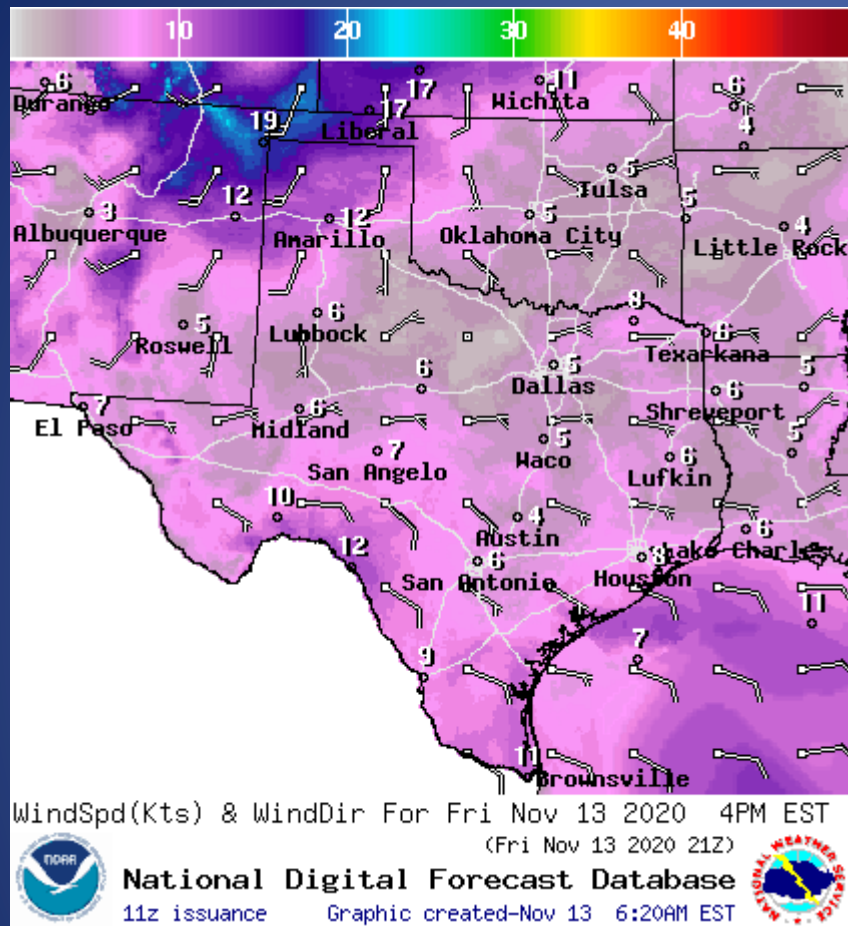 10 20 30 40
6 17 11 6
Durango Wichita
17
Liberal
19 4
5
Tulsa
3 12 12 5 5 4
Albuquerque Amarillo Oklahoma City Little Rock
5 6
Roswell Lubbock
6
Texarkana
5
Dallas
6 6 5
7 6 Shreveport
El Paso Midland
7 5 5
San Angelo Waco 6
Lufkin
10 4
Austin 6
12 6 Lake Charles
San Antonio Houston
11
7
9
11
Brownsville
WindSpd(Kts) & WindDir For Fri Nov 13 2020 4PM EST
(Fri Nov 13 2020 21Z)
NOAA
National Digital Forecast Database
NATIONAL WEATHER SERVICE
11z issuance Graphic created-Nov 13 6:20AM EST